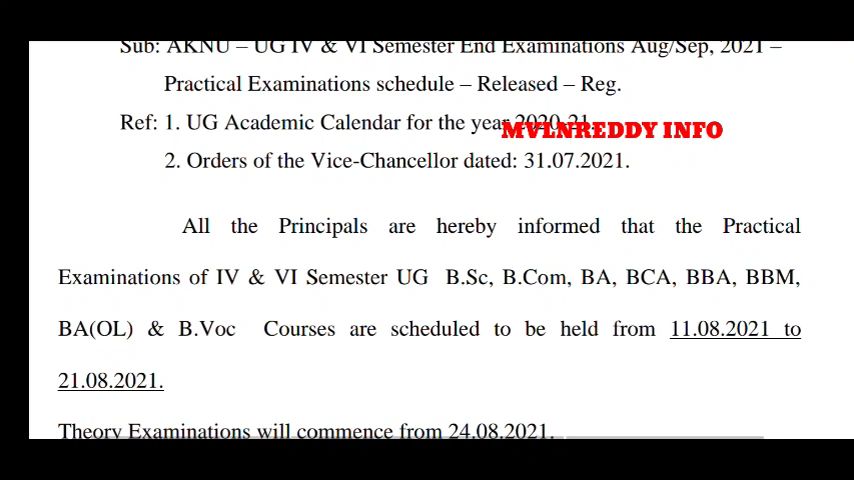 Sub: AKNU – UG IV & VI Semester End Examinations Aug/Sep, 2021 –
Practical Examinations schedule – Released – Reg.
Ref: 1. UG Academic Calendar for the year 2020-21.
MVLNREDDY INFO
2. Orders of the Vice-Chancellor dated: 31.07.2021.
All the Principals are hereby informed that the Practical
Examinations of IV & VI Semester UG B.Sc, B.Com, BA, BCA, BBA, BBM,
BA(OL) & B.Voc Courses are scheduled to be held from 11.08.2021 to
21.08.2021.
Theory Examinations will commence from 24.08.2021.